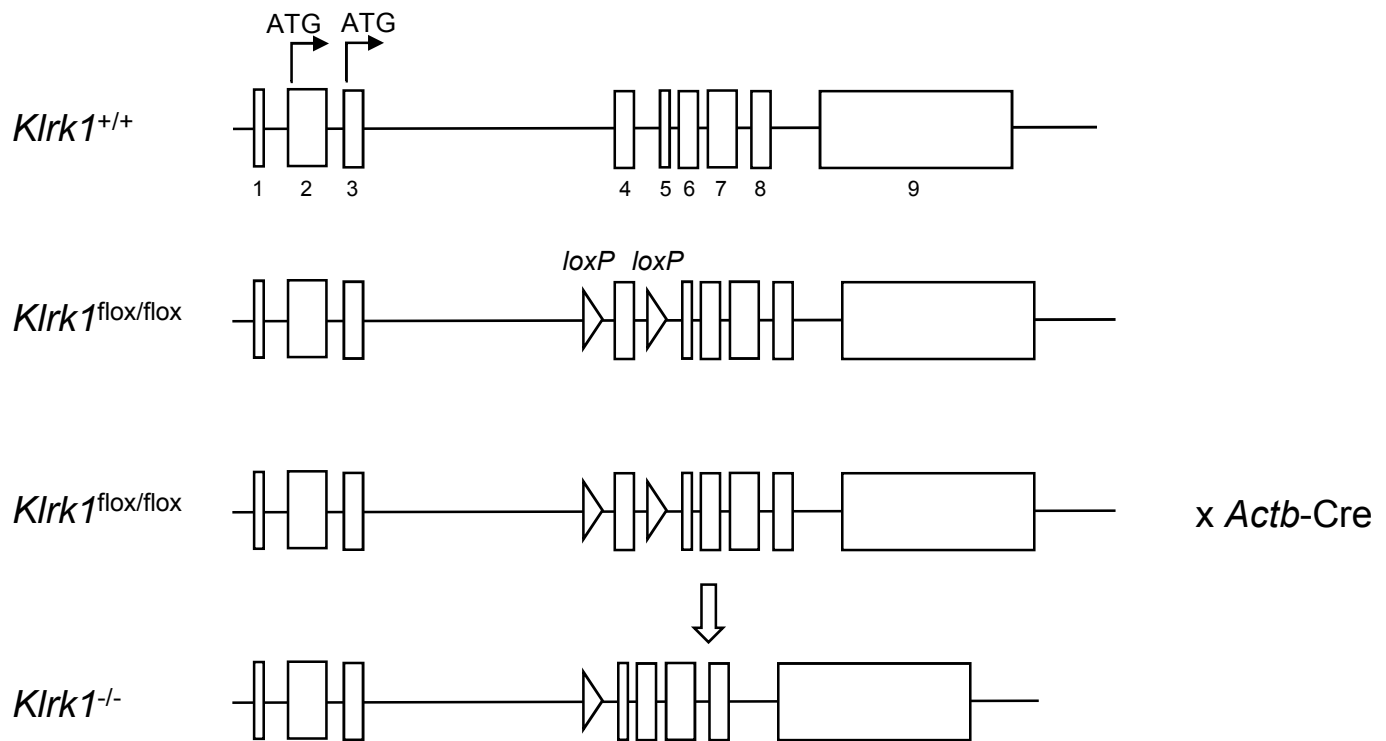 ATG ATG
Klrk1+/+
1 2 3 4 5 6 7 8 9
loxP loxP
Klrk1flox/flox
Klrk1flox/flox x Actb-Cre
Klrk1-/-